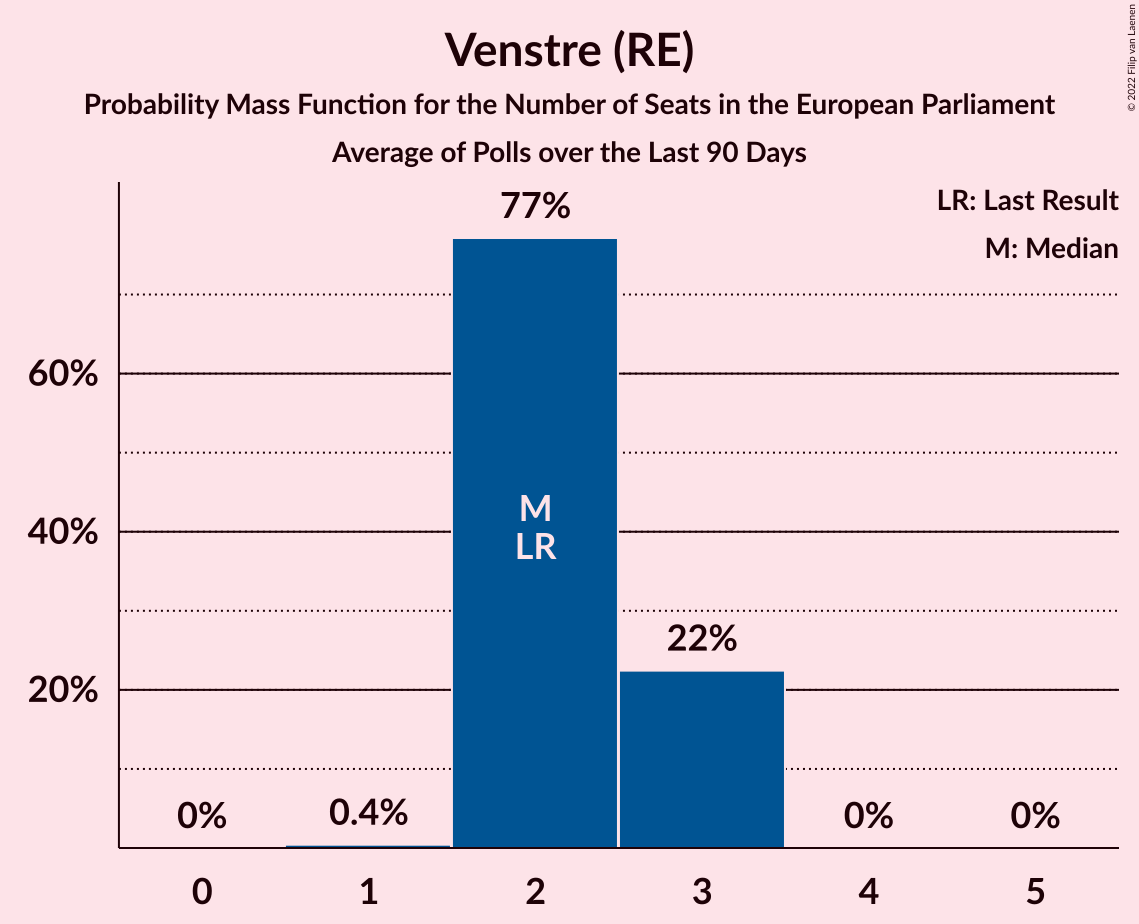 Venstre (RE)
Probability Mass Function for the Number of Seats in the European Parliament
Average of Polls over the Last 90 Days
© 2022 Filip van Laenen
LR: Last Result
M: Median
77%
60%
40%
20%
M
LR
22%
0%
0.4%
0%
0%
0
1
2
3
4
5